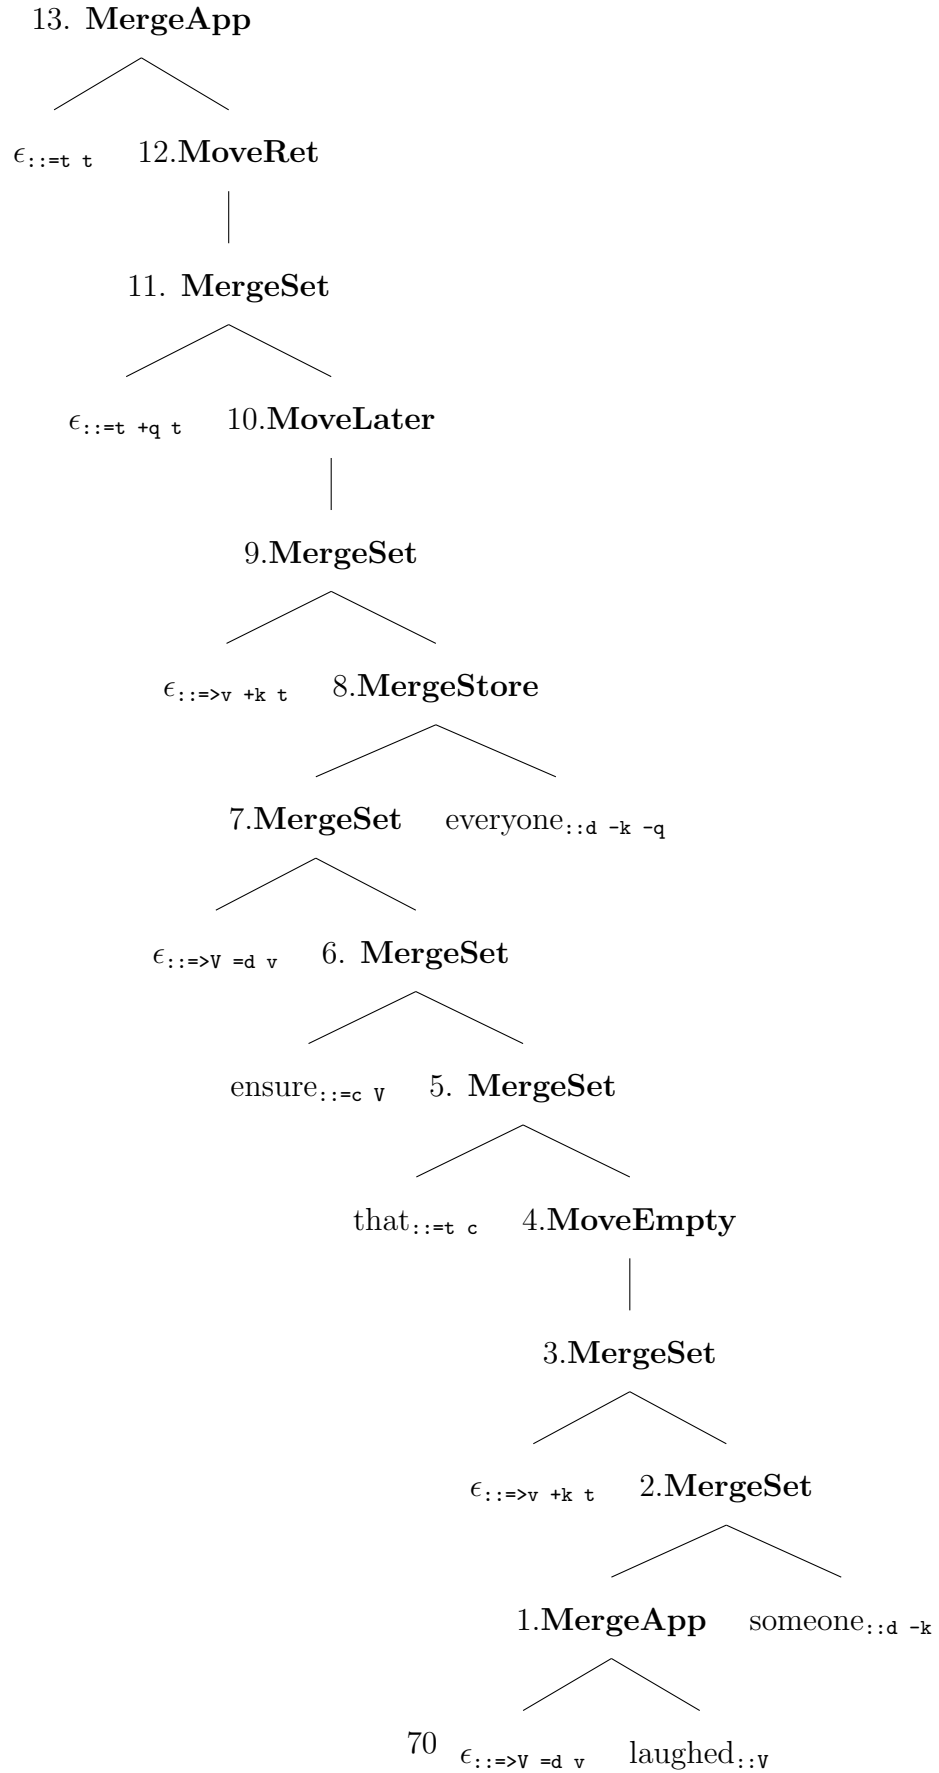 13. MergeApp
ϵ::=t t 12.MoveRet
11. MergeSet
ϵ::=t +q t 10.MoveLater
9.MergeSet
ϵ::=>v +k t 8.MergeStore
7.MergeSet everyone::d -k -q
ϵ::=>V =d v 6. MergeSet
ensure::=c V 5. MergeSet
that::=t c 4.MoveEmpty
3.MergeSet
ϵ::=>v +k t 2.MergeSet
1.MergeApp someone::d -k
70 ϵ::=>V =d v laughed::V